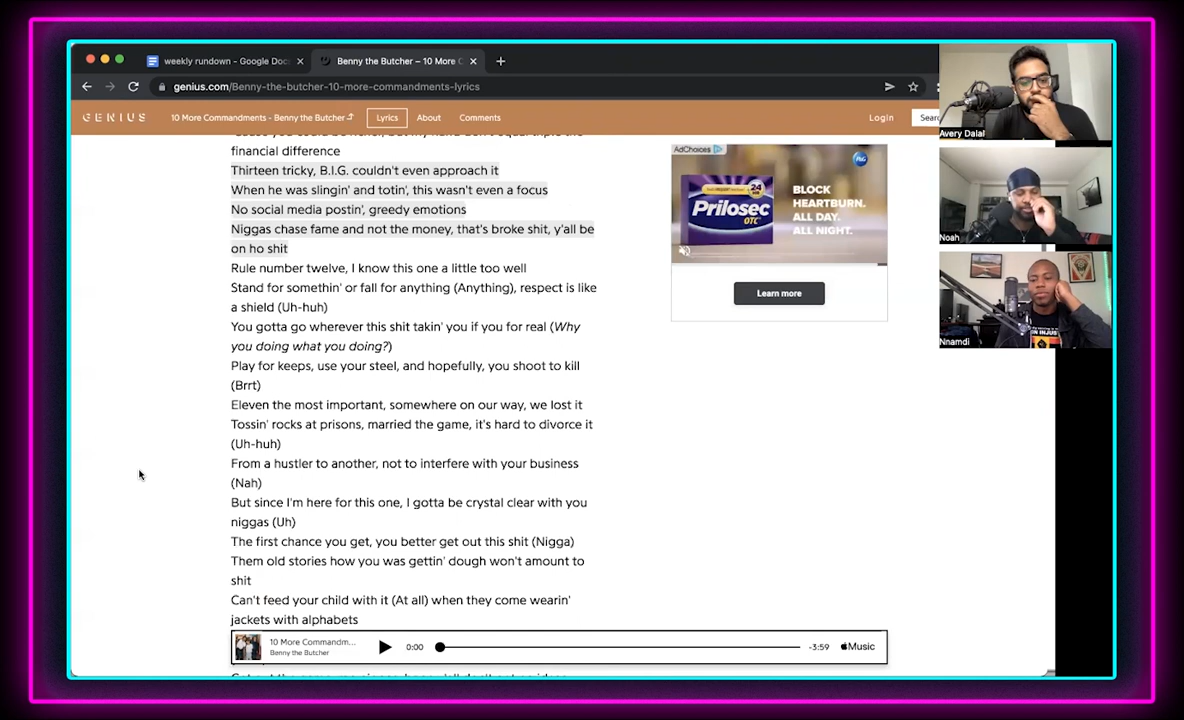 weekly rundown - Google Doc
Benny the Butcher – 10 More C
genius.com/Benny-the-butcher-10-more-commandments-lyrics
GENIUS
10 More Commandments - Benny the Butcher
Lyrics
About
Comments
Login
Sear
financial difference
Thirteen tricky, B.I.G. couldn't even approach it
When he was slingin' and totin', this wasn't even a focus
No social media postin', greedy emotions
Niggas chase fame and not the money, that's broke shit, y'all be
on ho shit
Rule number twelve, I know this one a little too well
Stand for somethin' or fall for anything (Anything), respect is like
a shield (Uh-huh)
You gotta go wherever this shit takin' you if you for real (Why
you doing what you doing?)
Play for keeps, use your steel, and hopefully, you shoot to kill
(Brrt)
Eleven the most important, somewhere on our way, we lost it
Tossin' rocks at prisons, married the game, it's hard to divorce it
(Uh-huh)
From a hustler to another, not to interfere with your business
(Nah)
But since I'm here for this one, I gotta be crystal clear with you
niggas (Uh)
The first chance you get, you better get out this shit (Nigga)
Them old stories how you was gettin' dough won't amount to
shit
Can't feed your child with it (At all) when they come wearin'
jackets with alphabets
10 More Commandm...
Benny the Butcher
0:00
-3:59
Music
AdChoices
P&G
Prilosec
OTC
24
BLOCK
HEARTBURN.
ALL DAY.
ALL NIGHT.
Learn more
Avery Dalal
Noah
Nnamdi